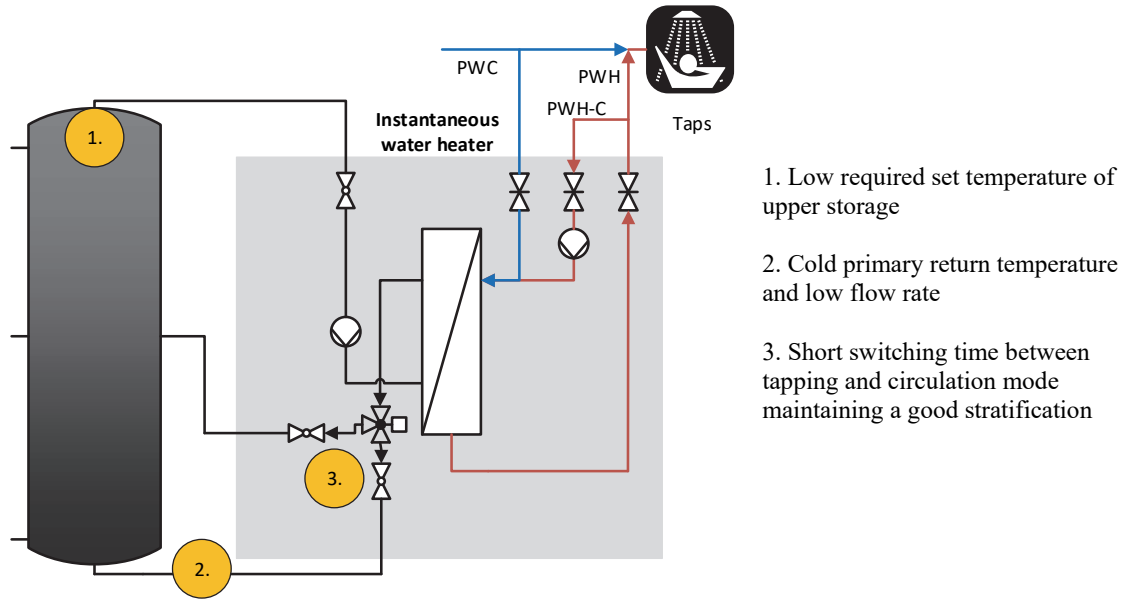 PWC
PWH
PWH-C
Taps
Instantaneous
water heater
1.
3.
2.
1. Low required set temperature of
upper storage
2. Cold primary return temperature
and low flow rate
3. Short switching time between
tapping and circulation mode
maintaining a good stratification